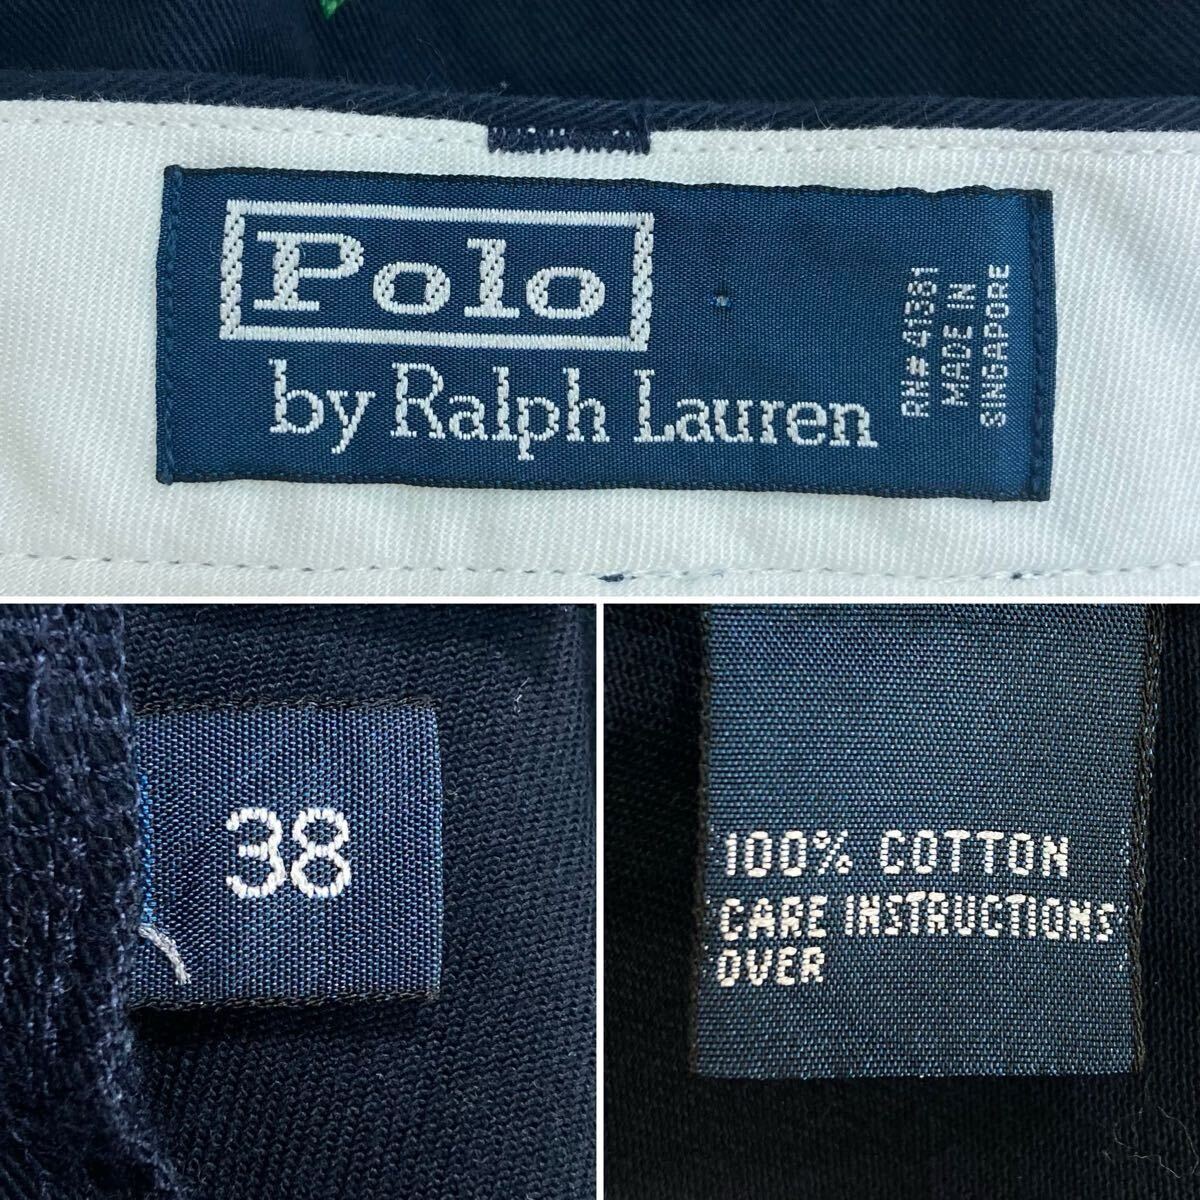 Polo
by Ralph Lauren
RN# 41381
MADE IN
SINGAPORE
38
100% COTTON
CARE INSTRUCTIONS
OVER